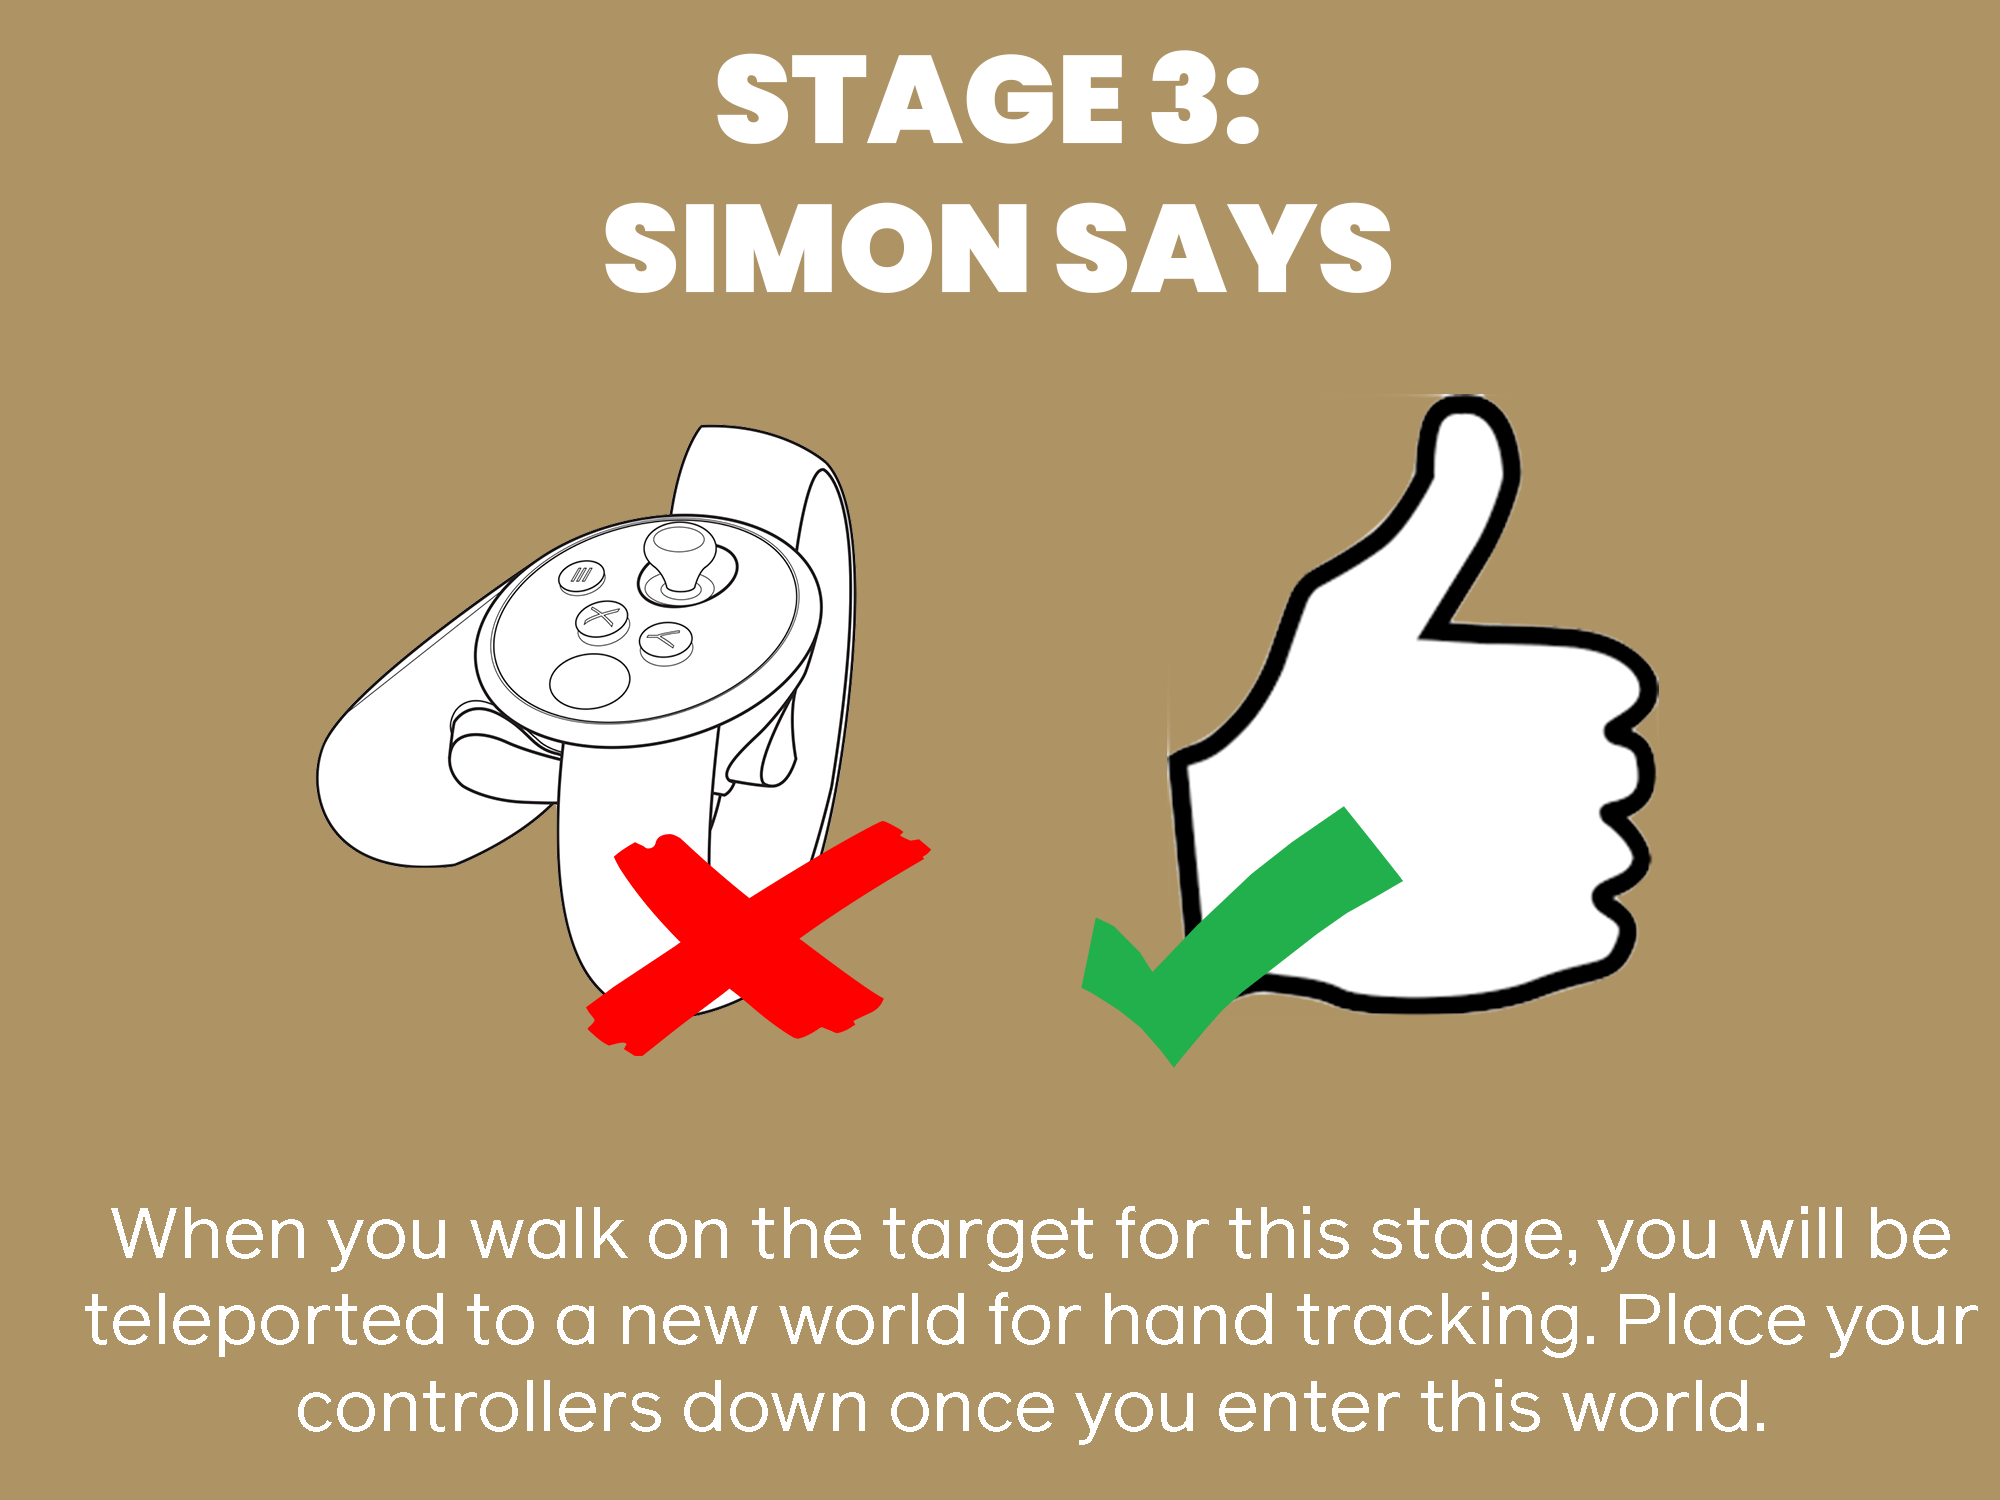 STAGE 3:
SIMON SAYS
X
Y
When you walk on the target for this stage, you will be
teleported to a new world for hand tracking. Place your
controllers down once you enter this world.